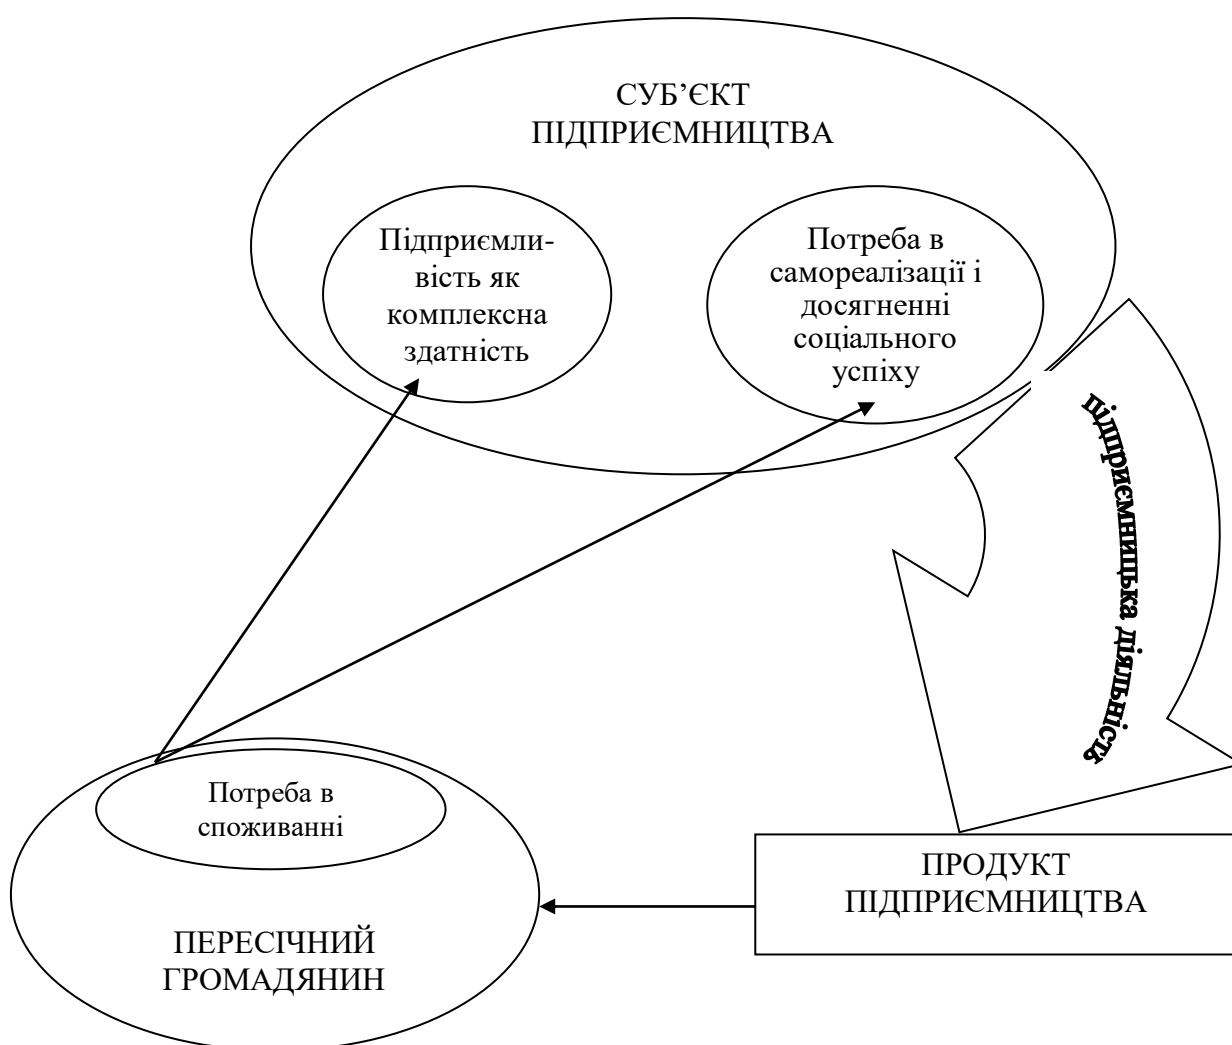 СУБ’ЄКТ
ПІДПРИЄМНИЦТВА
Підприємли-
вість як
комплексна
здатність
Потреба в
самореалізації і
досягненні
соціального
успіху
підприємницька діяльність
Потреба в
споживанні
ПЕРЕСІЧНИЙ
ГРОМАДЯНИН
ПРОДУКТ
ПІДПРИЄМНИЦТВА